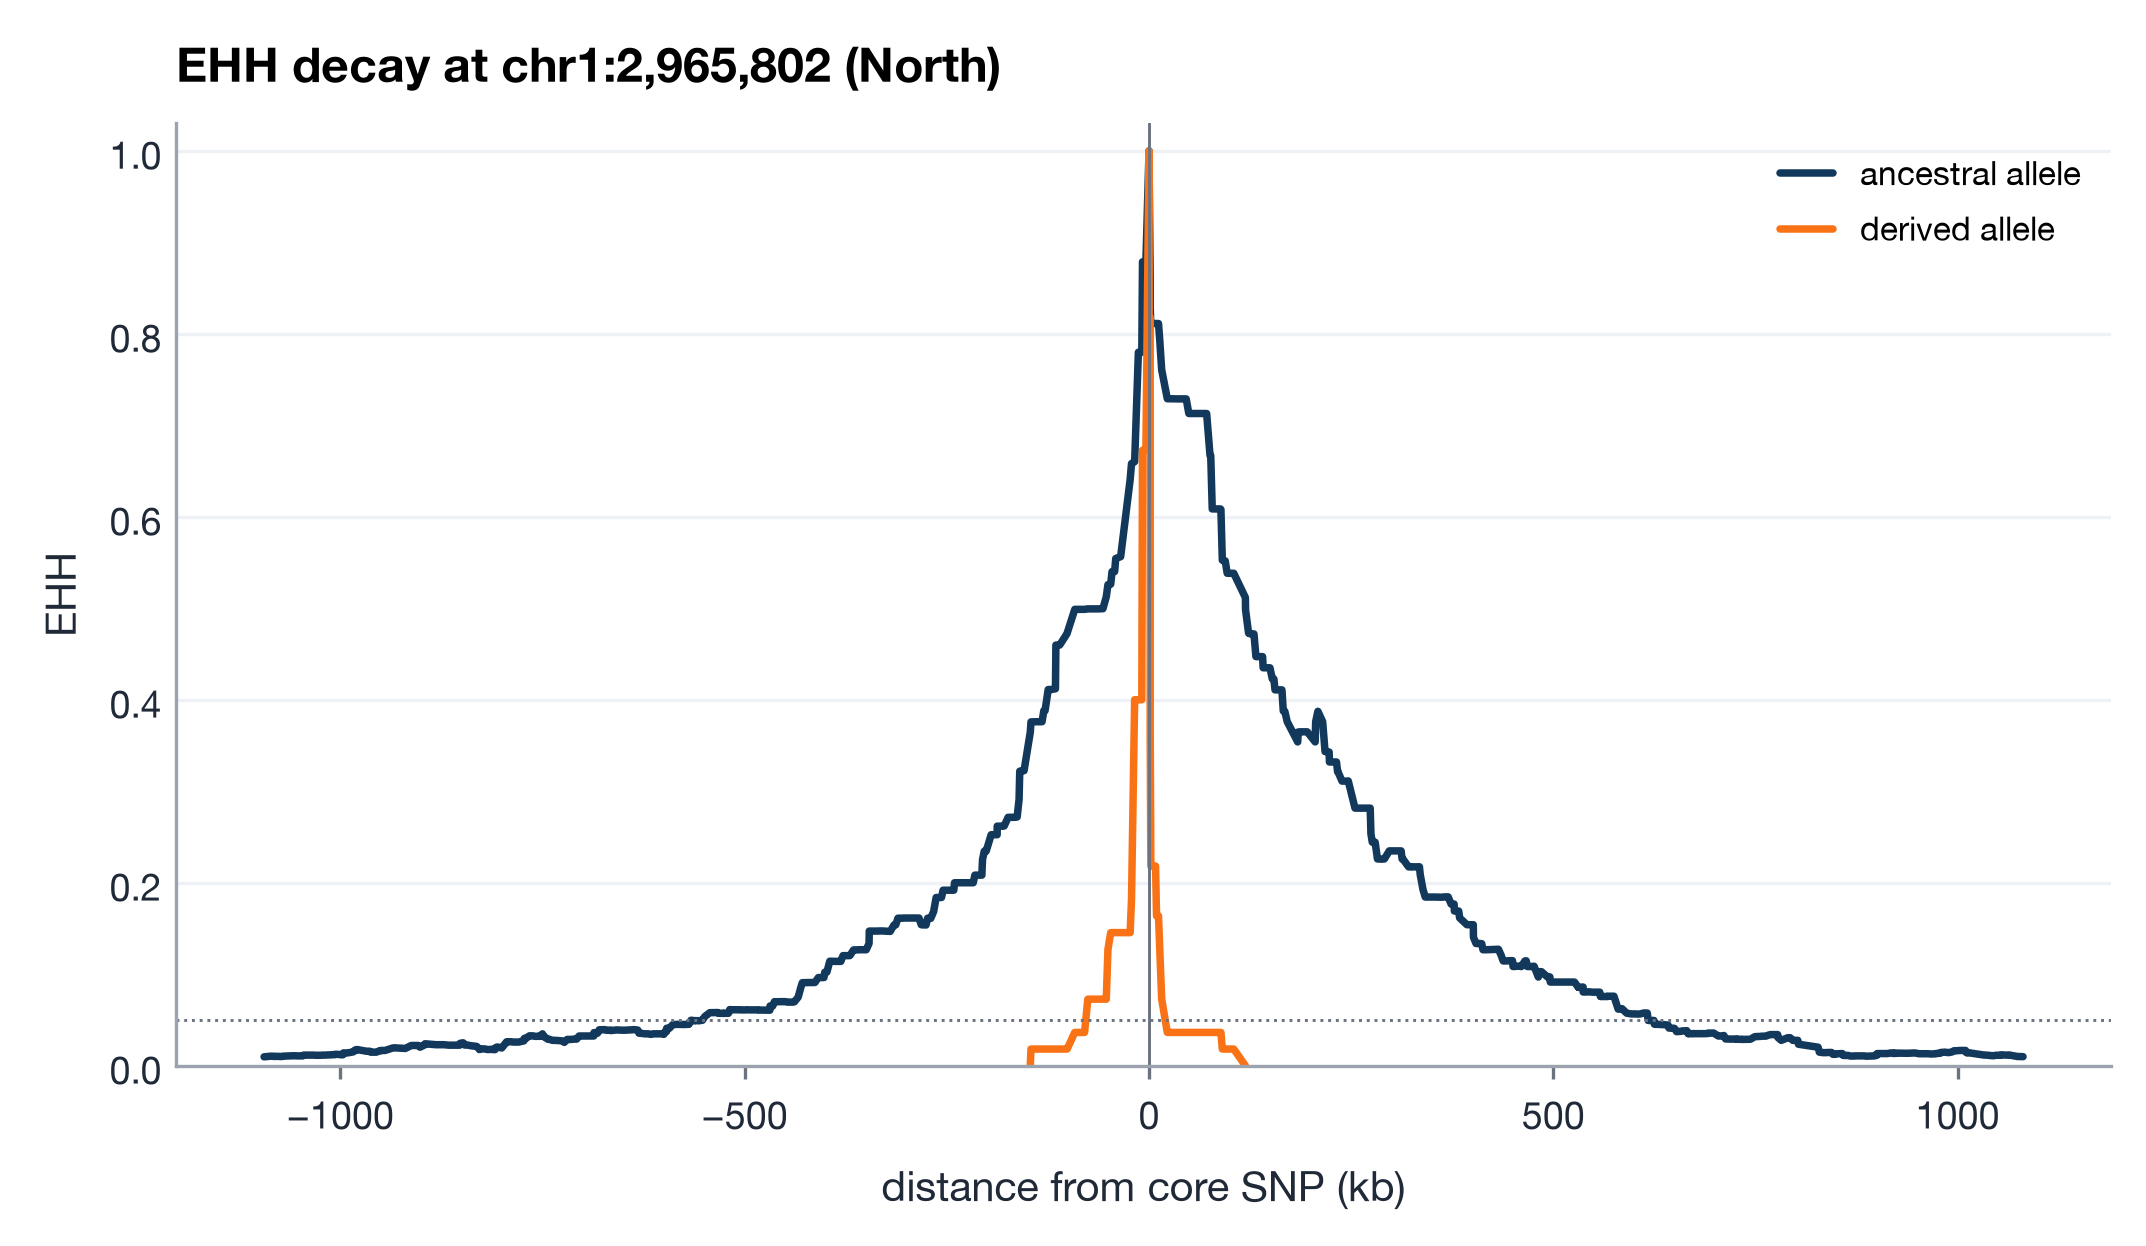 EHH decay at chr1:2,965,802 (North)
ancestral allele
derived allele
EHH
1.0
0.8
0.6
0.4
0.2
0.0
−1000
−500
0
500
1000
distance from core SNP (kb)